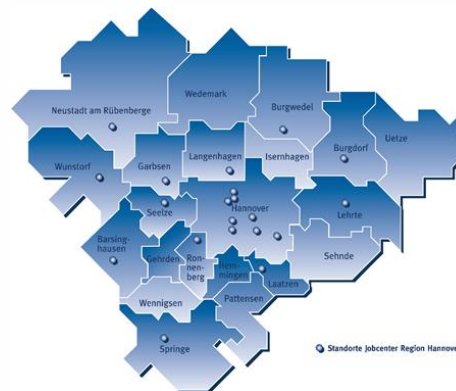 Neustadt am Rübenberge
Wedemark
Burgwedel
Uetze
Wunstorf
Garbsen
Langenhagen
Isernhagen
Burgdorf
Seelze
Hannover
Lehrte
Barsing-
hausen
Gehrden
Ron-
nen-
berg
Hem-
mingen
Laatzen
Sehnde
Wennigsen
Pattensen
Springe
Standorte Jobcenter Region Hannove